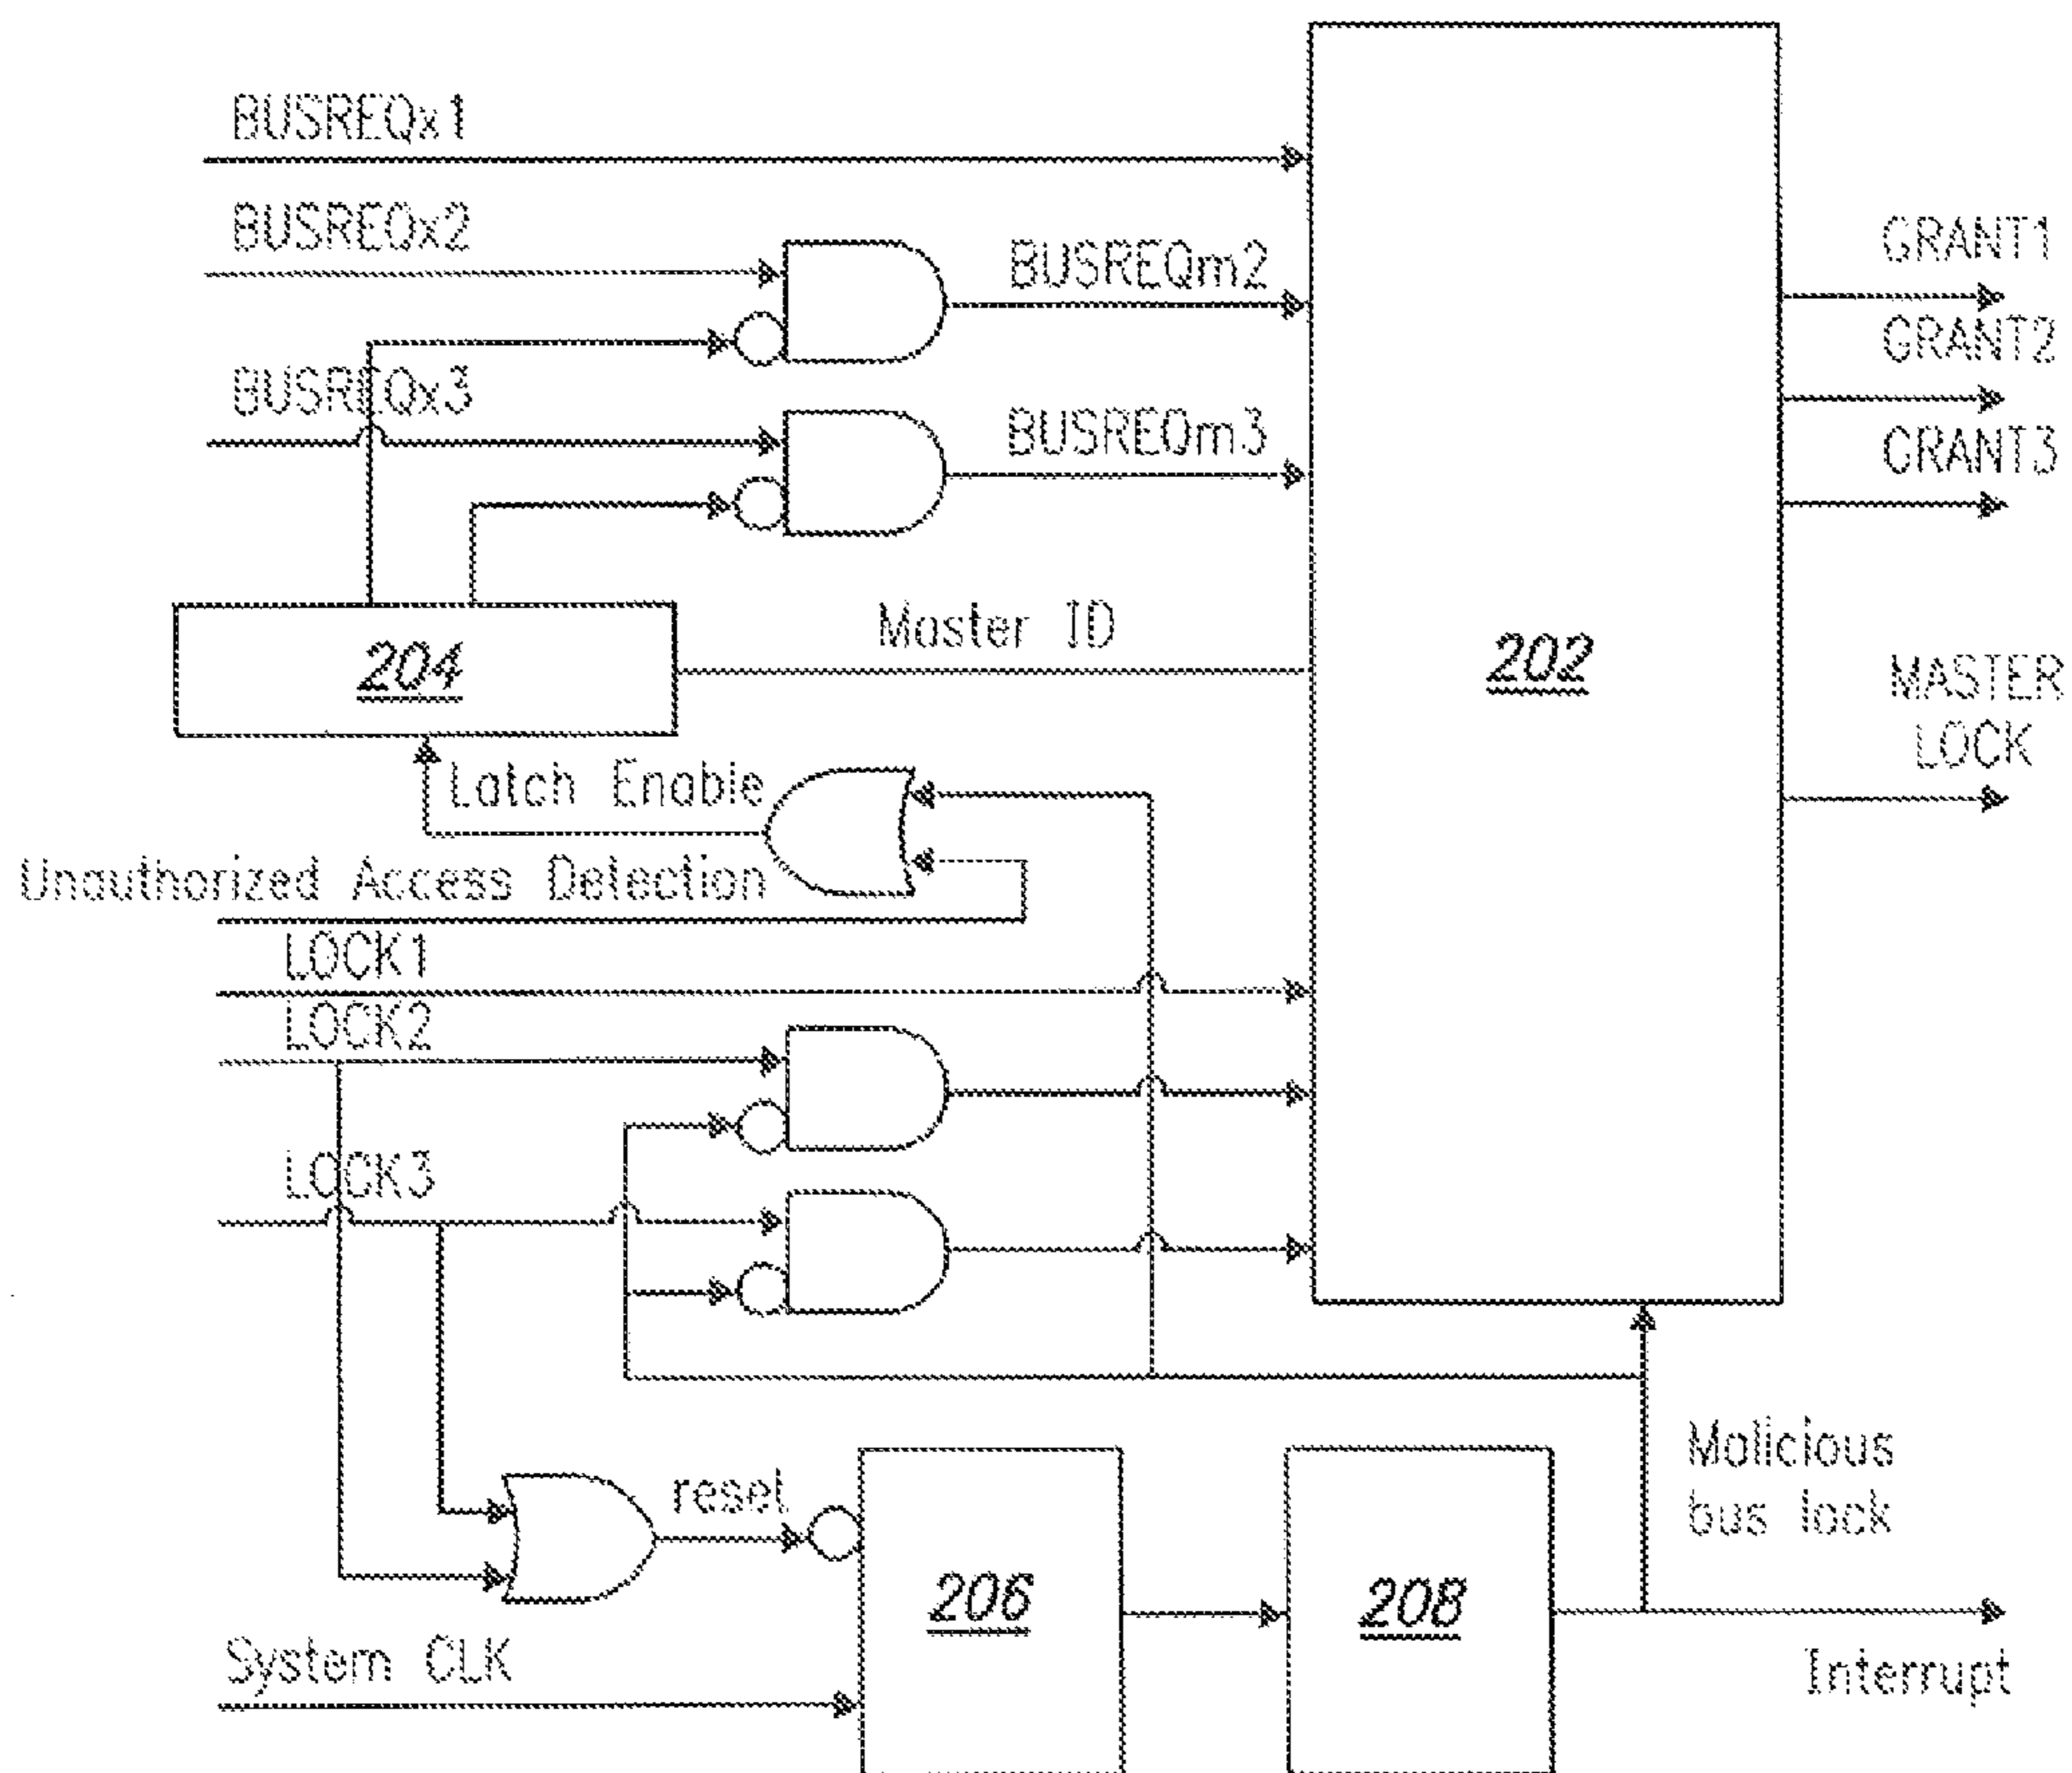 BUSREQx1
BUSREQx2
BUSREQm2
GRANT1
GRANT2
BUSREQx3
BUSREQm3
GRANT3
204
Master ID
202
MASTER
LOCK
Latch Enable
Unauthorized Access Detection
LOCK1
LOCK2
LOCK3
Malicious
bus lock
reset
206
208
System CLK
Interrupt